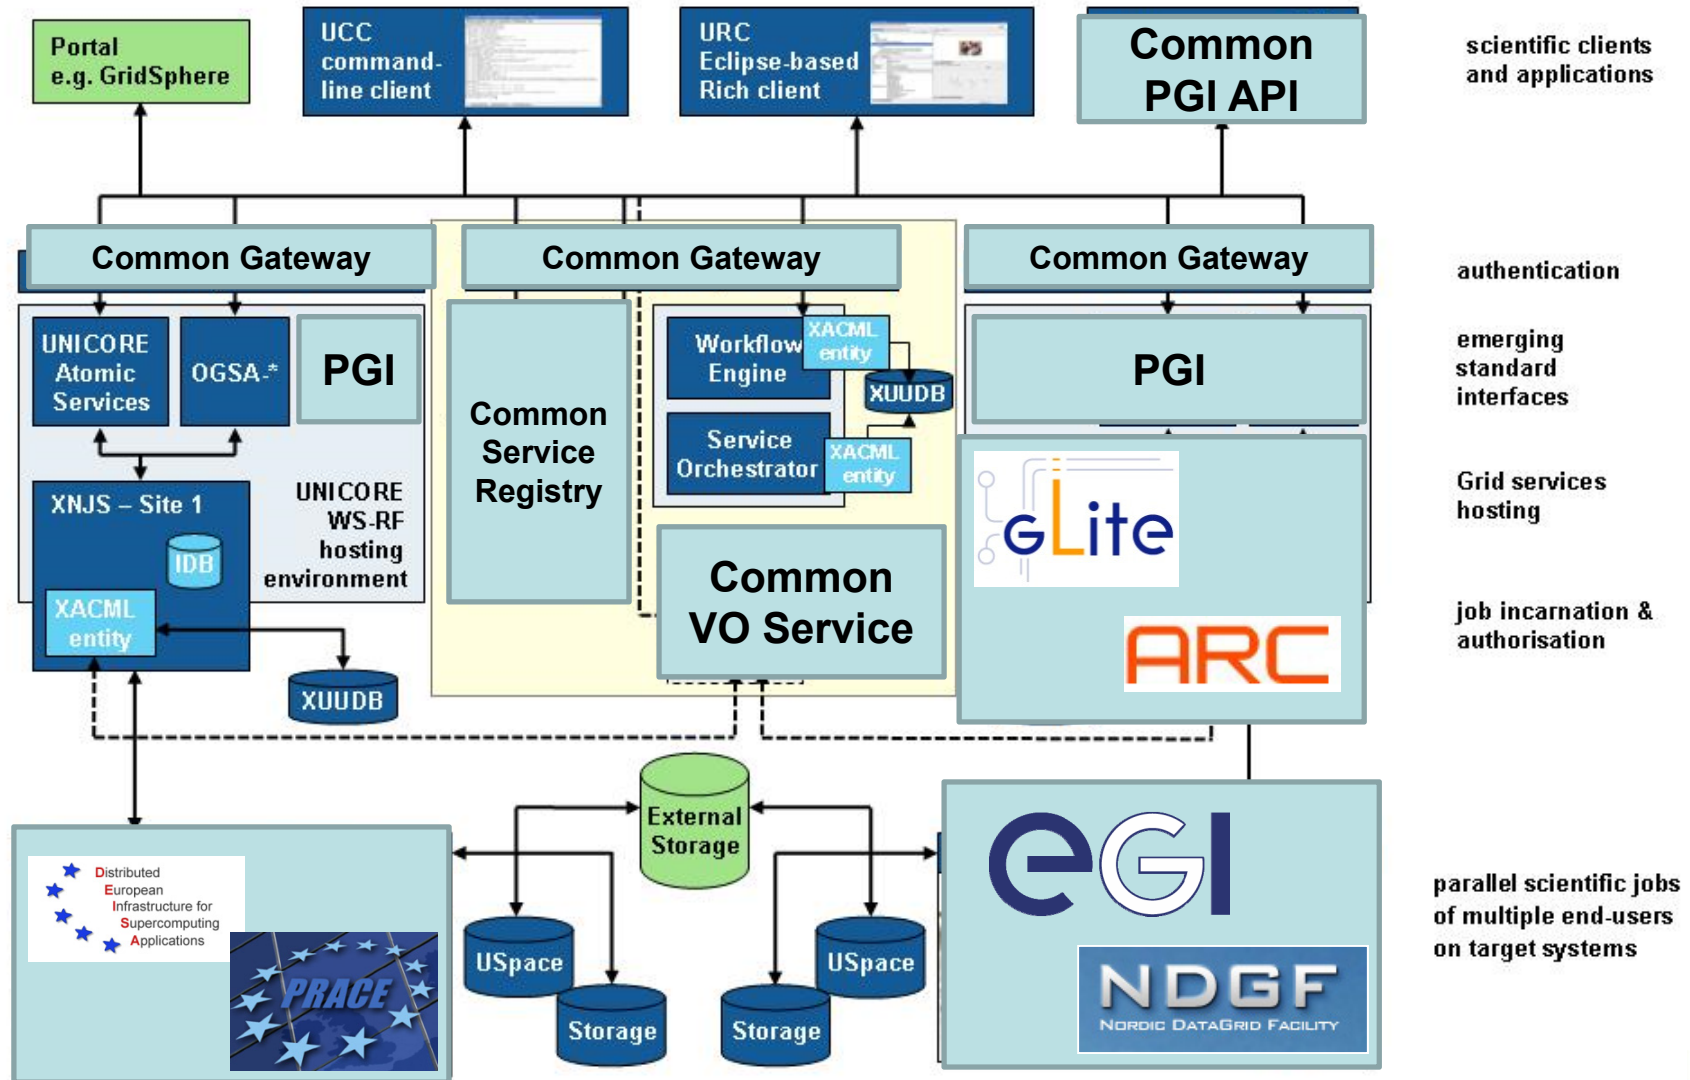 Portal
e.g. GridSphere
UCC
command-
line client
URC
Eclipse-based
Rich client
Common
PGI API
scientific clients
and applications
Common Gateway
Common Gateway
Common Gateway
authentication
UNICORE
Atomic
Services
OGSA-*
PGI
Common
Service
Registry
Workflow
Engine
XACML
entity
XUUDB
Service
Orchestrator
XACML
entity
PGI
emerging
standard
interfaces
XNJS – Site 1
IDB
UNICORE
WS-RF
hosting
environment
XACML
entity
XUUDB
Common
VO Service
gLite
ARC
Grid services
hosting
job incarnation &
authorisation
External
Storage
Distributed
European
Infrastructure for
Supercomputing
Applications
PRACE
USpace
Storage
USpace
Storage
eGI
NDGF
NORDIC DATAGRID FACILITY
parallel scientific jobs
of multiple end-users
on target systems